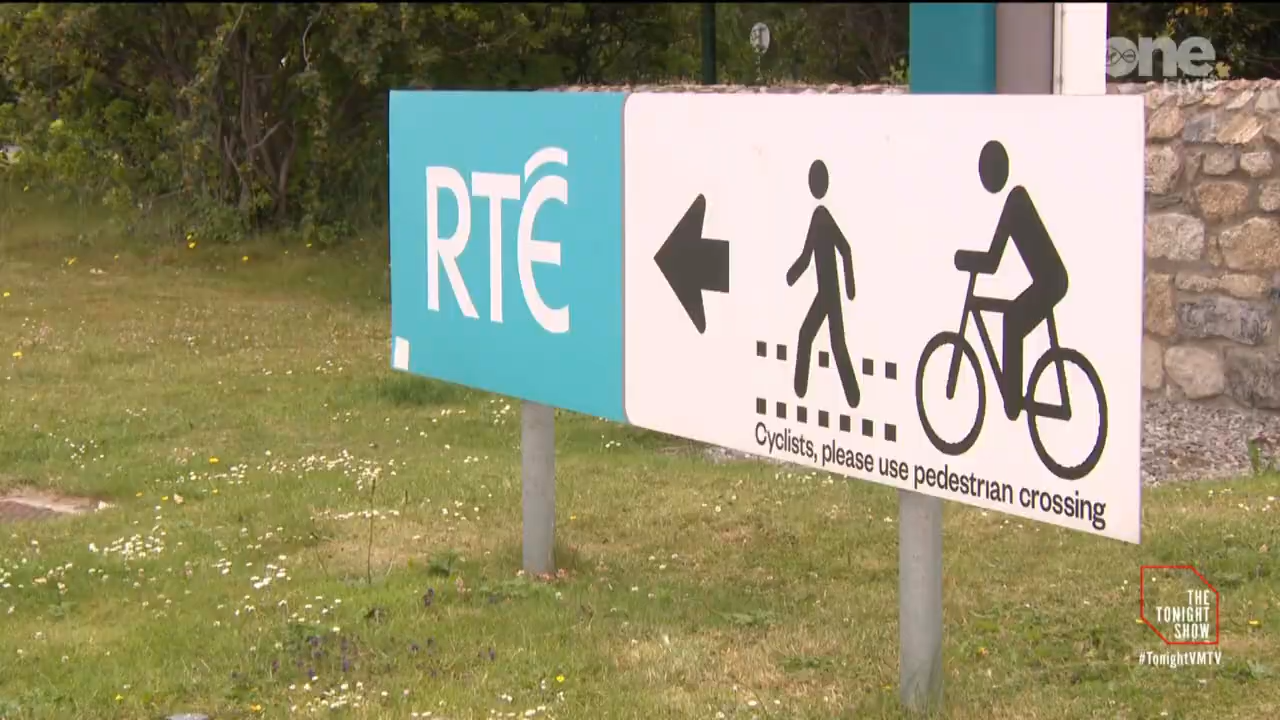 one
LIVE
RTÉ
Cyclists, please use pedestrian crossing
THE
TONIGHT
SHOW
#TonightVMTV